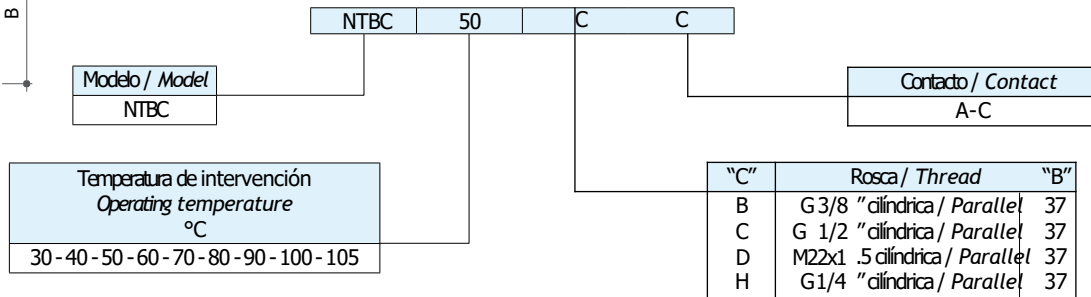 B
NTBC 50 C C
Modelo / Model
NTBC
Contacto / Contact
A-C
Temperatura de intervención
Operating temperature
°C
30 - 40 - 50 - 60 - 70 - 80 - 90 - 100 - 105
“C” Rosca / Thread “B”
B G 3/8 ” cilíndrica / Parallel 37
C G 1/2 ” cilíndrica / Parallel 37
D M22x1 .5 cilíndrica / Parallel 37
H G1/4 ” cilíndrica / Parallel 37